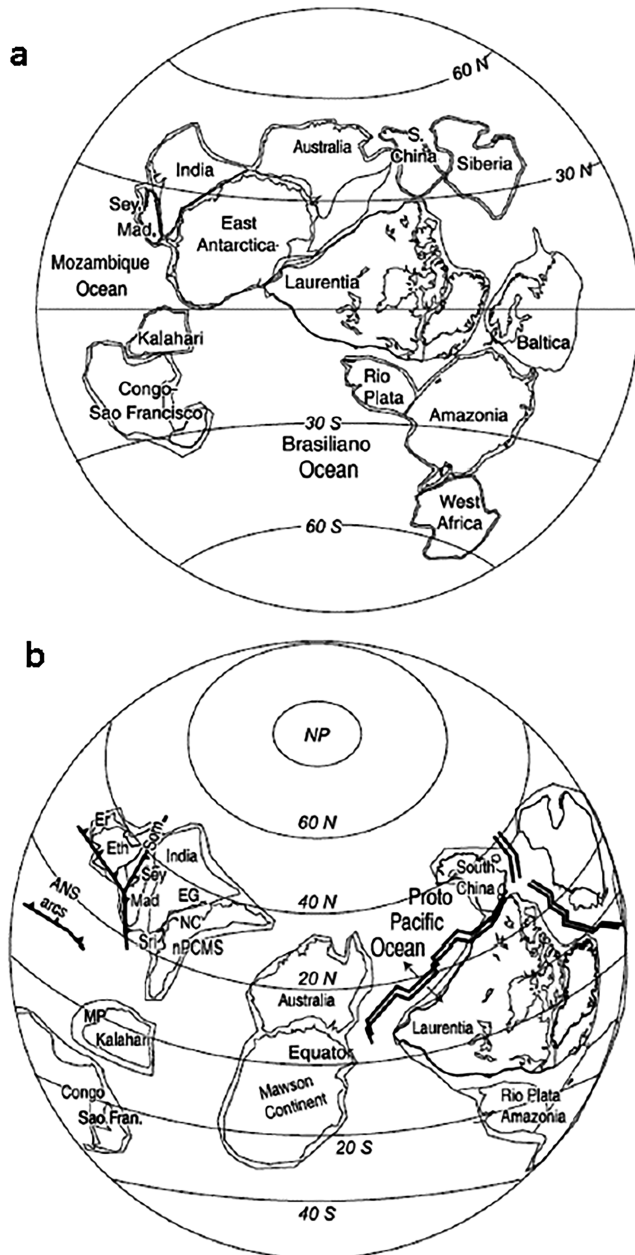 a
60 N
Australia
S.
China
Siberia
India
30 N
Sey.
Mad.
East
Antarctica
Mozambique
Ocean
Laurentia
Kalahari
Baltica
Congo-
Sao Francisco
Rio
Plata
Amazonia
30 S
Brasiliano
Ocean
West
Africa
60 S
b
NP
60 N
Er
Eth
Som.
India
Sey
South
China
ANS
arcs
Mad
EG
40 N
Proto
Pacific
Ocean
NC
Sri
nPCMS
20 N
Australia
MP
Kalahari
Laurentia
Equator
Mawson
Continent
Congo
Sao Fran.
Rio Plata
Amazonia
20 S
40 S